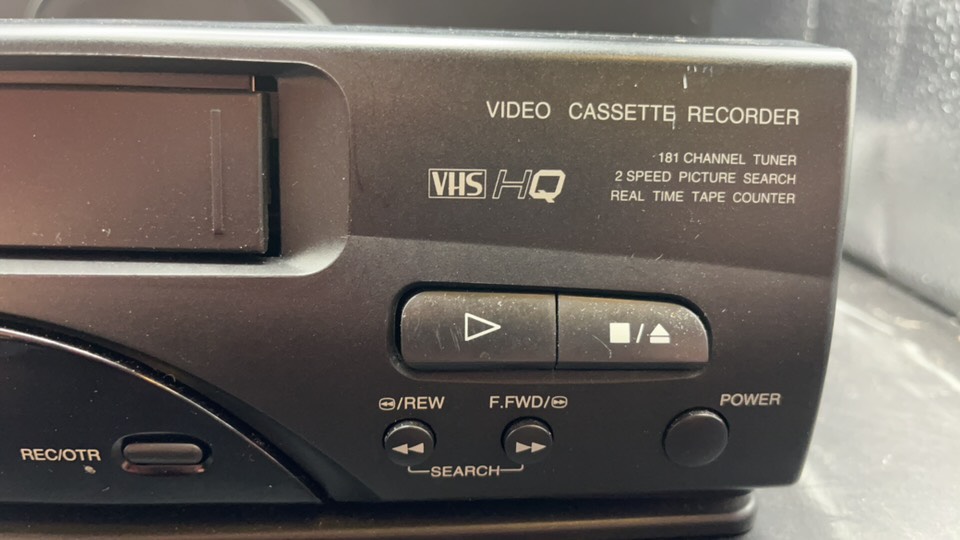 VIDEO CASSETTE RECORDER
181 CHANNEL TUNER
2 SPEED PICTURE SEARCH
REAL TIME TAPE COUNTER
VHS HQ
/REW
F.FWD/
POWER
REC/OTR
SEARCH